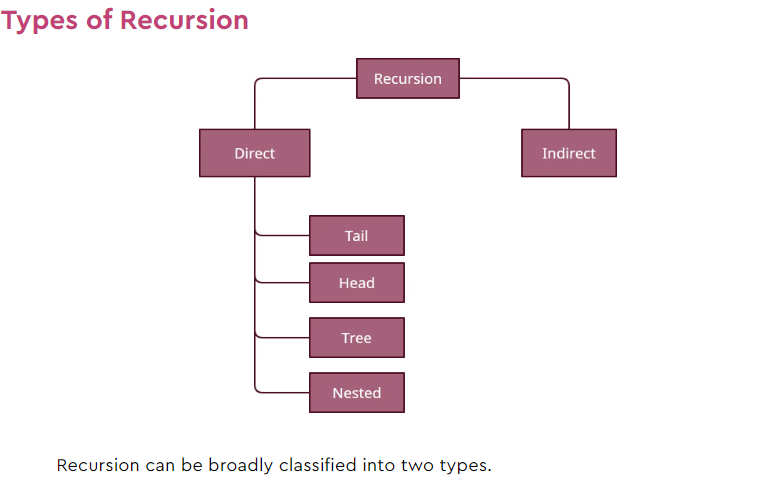 Types of Recursion
Recursion
Direct
Indirect
Tail
Head
Tree
Nested
Recursion can be broadly classified into two types.